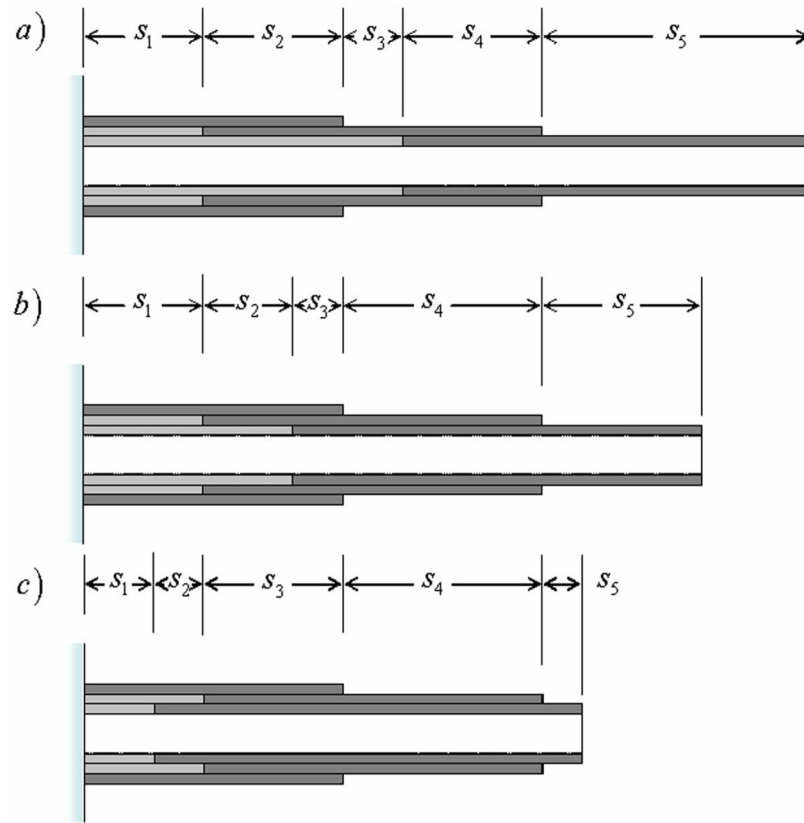 a) s₁ s₂ s₃ s₄ s₅
b) s₁ s₂ s₃ s₄ s₅
c) s₁ s₂ s₃ s₄ s₅